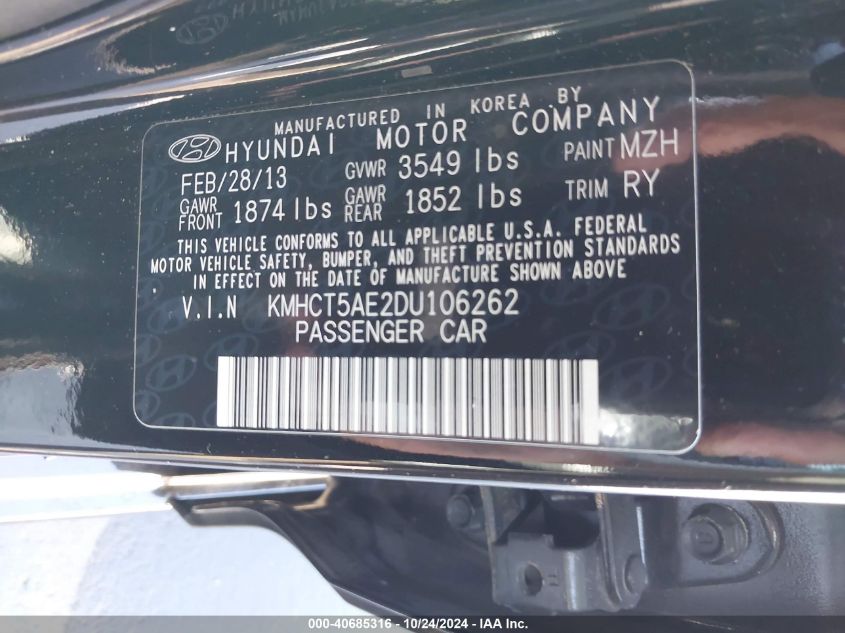 MANUFACTURED IN KOREA BY
HYUNDAI MOTOR COMPANY
FEB/28/13 GVWR 3549 lbs PAINT MZH
GAWR FRONT 1874 lbs GAWR REAR 1852 lbs TRIM RY
THIS VEHICLE CONFORMS TO ALL APPLICABLE U.S.A. FEDERAL
MOTOR VEHICLE SAFETY, BUMPER, AND THEFT PREVENTION STANDARDS
IN EFFECT ON THE DATE OF MANUFACTURE SHOWN ABOVE
V.I.N KMHCT5AE2DU106262
PASSENGER CAR
000-40685316 - 10/24/2024 - IAA Inc.